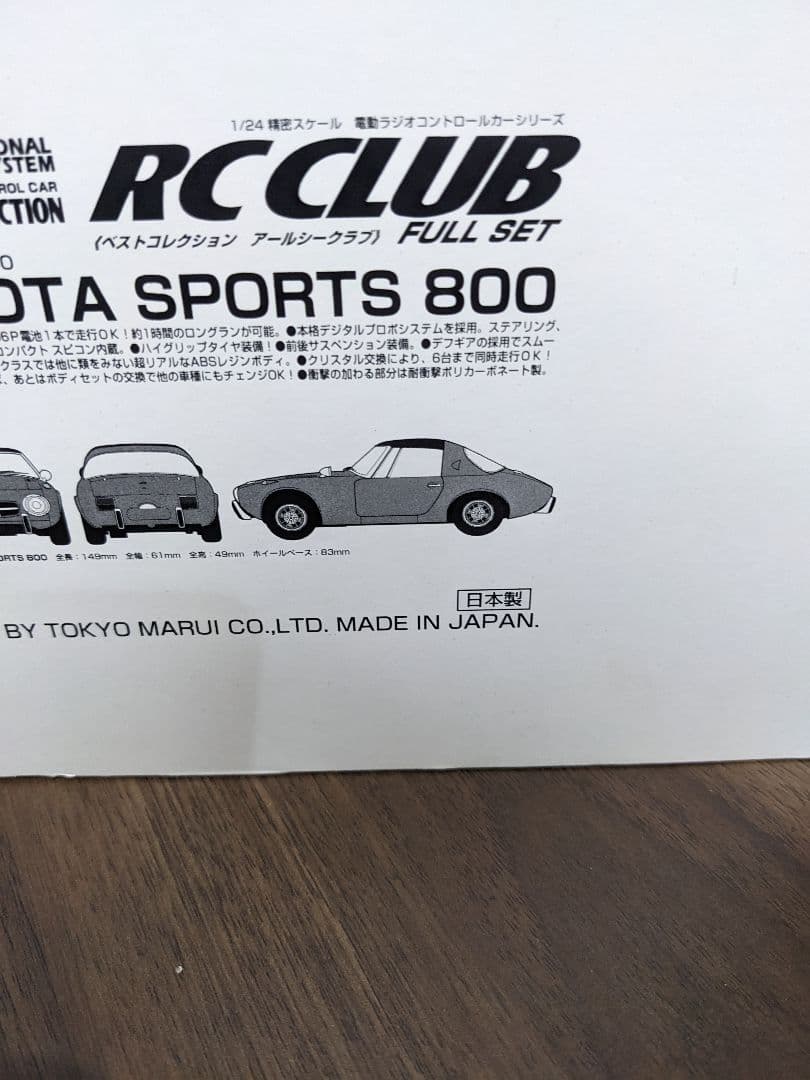 1/24 精密スケール 電動ラジオコントロールカーシリーズ
ONAL
YSTEM
ROL CAR
CTION
RC CLUB
《ベストコレクション アールシークラブ》 FULL SET
0
OTA SPORTS 800
6P電池1本で走行OK!約1時間のロングランが可能。●本格デジタルプロポシステムを採用。ステアリング、
コンパクト スピコン内蔵。●ハイグリップタイヤ装備!●前後サスペンション装備。●デフギアの採用でスムー
クラスでは他に類をみない超リアルなABSレジンボディ。●クリスタル交換により、6台まで同時走行OK!
、あとはボディセットの交換で他の車種にもチェンジOK!●衝撃の加わる部分は耐衝撃ポリカーボネート製。
ORTS 800 全長:149mm 全幅:61mm 全高:49mm ホイールベース:83mm
日本製
BY TOKYO MARUI CO.,LTD. MADE IN JAPAN.